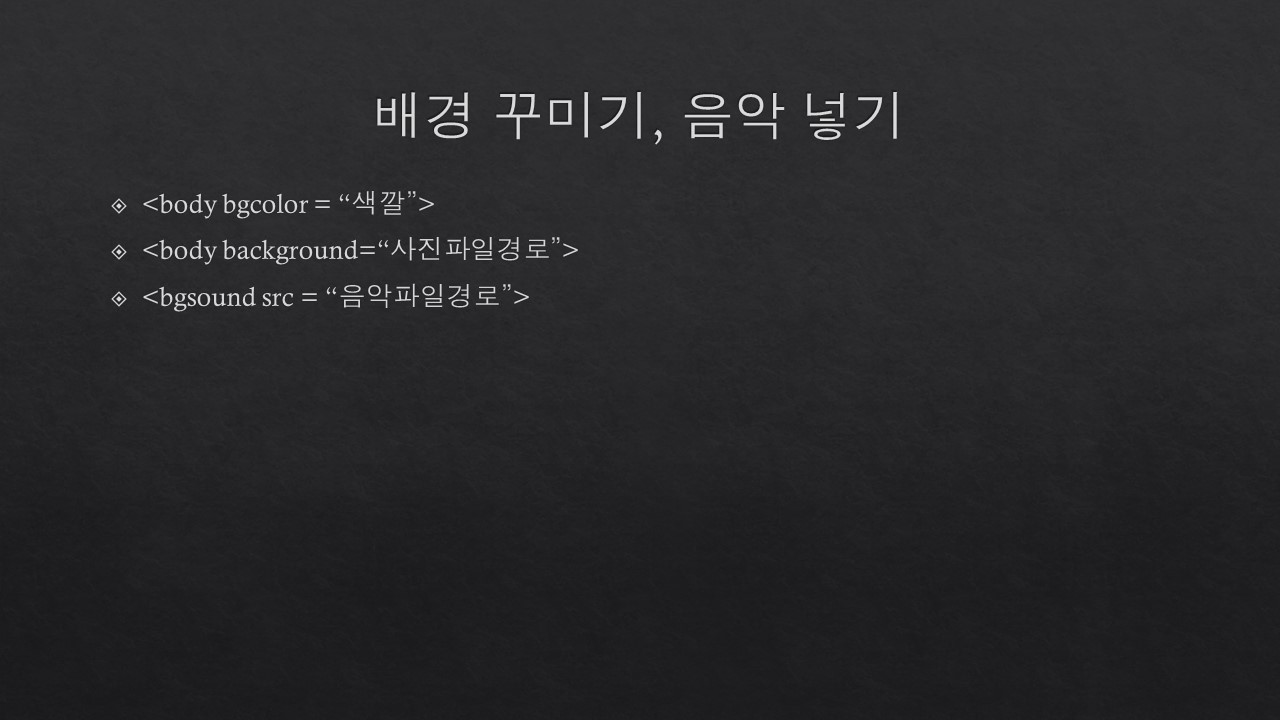 배경 꾸미기, 음악 넣기
<body bgcolor = “색깔”>
<body background=“사진파일경로”>
<bgsound src = “음악파일경로”>